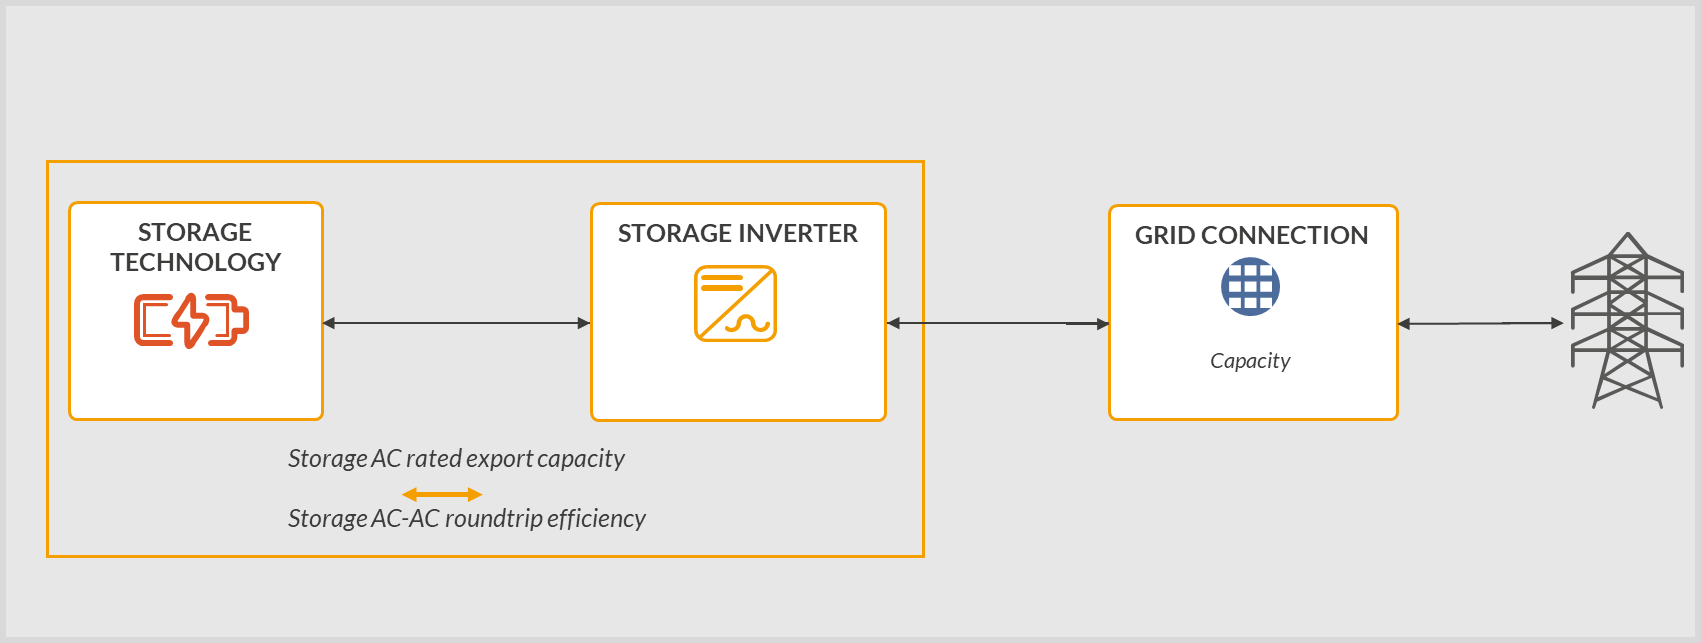 STORAGE
TECHNOLOGY
STORAGE INVERTER
GRID CONNECTION
Capacity
Storage AC rated export capacity
Storage AC-AC roundtrip efficiency